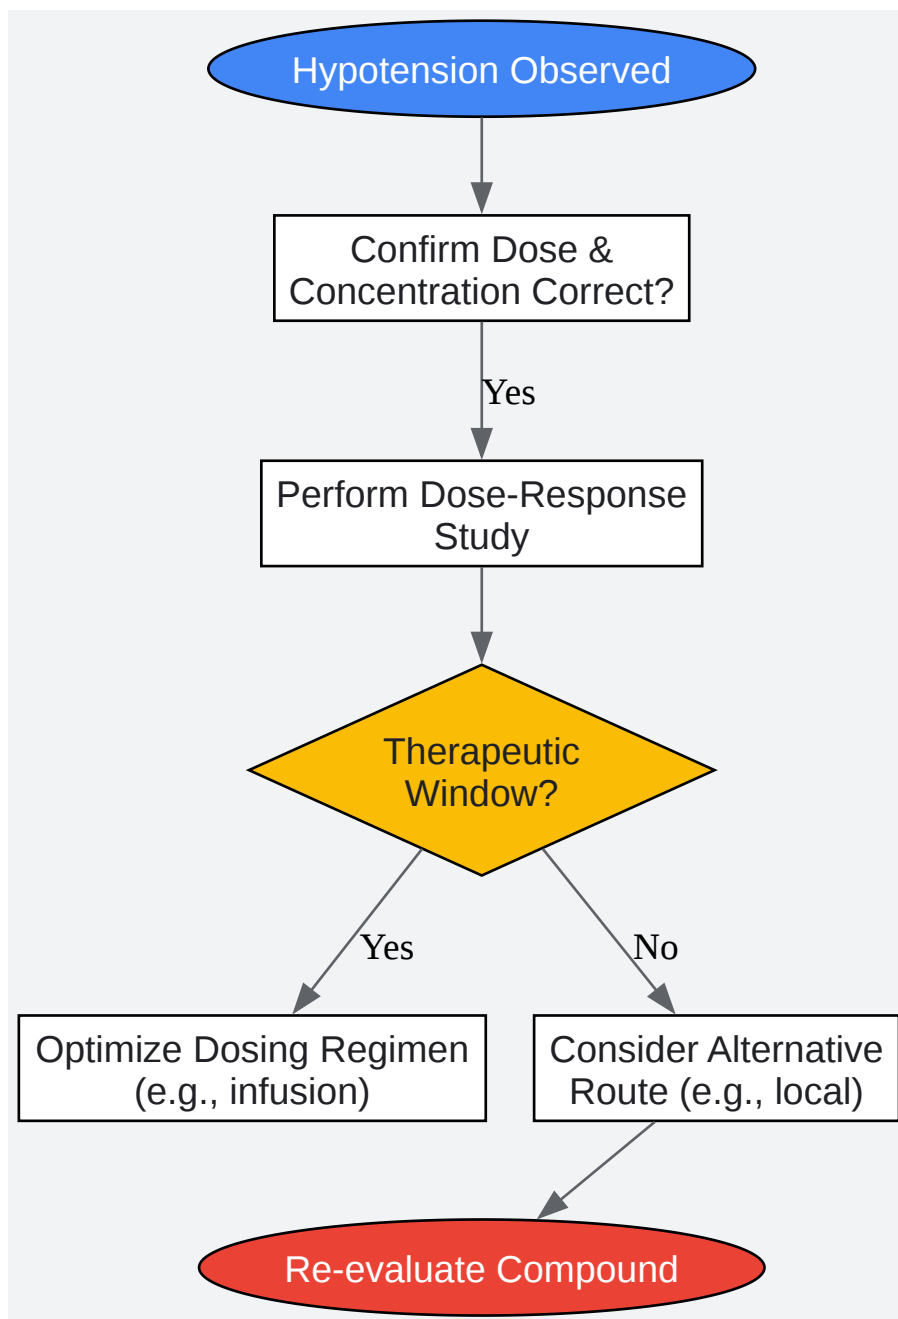 Hypotension Observed
Confirm Dose &
Concentration Correct?
Yes
Perform Dose-Response
Study
Therapeutic
Window?
Yes
No
Optimize Dosing Regimen
(e.g., infusion)
Consider Alternative
Route (e.g., local)
Re-evaluate Compound